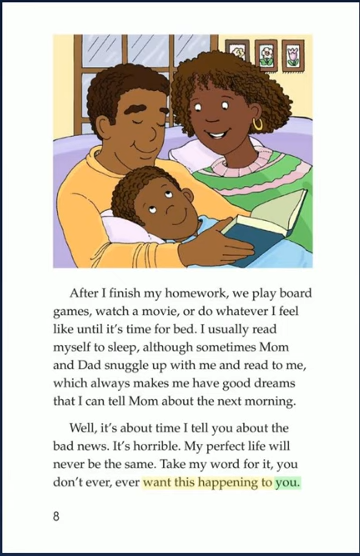 After I finish my homework, we play board
games, watch a movie, or do whatever I feel
like until it’s time for bed. I usually read
myself to sleep, although sometimes Mom
and Dad snuggle up with me and read to me,
which always makes me have good dreams
that I can tell Mom about the next morning.
Well, it’s about time I tell you about the
bad news. It’s horrible. My perfect life will
never be the same. Take my word for it, you
don’t ever, ever want this happening to you.
8